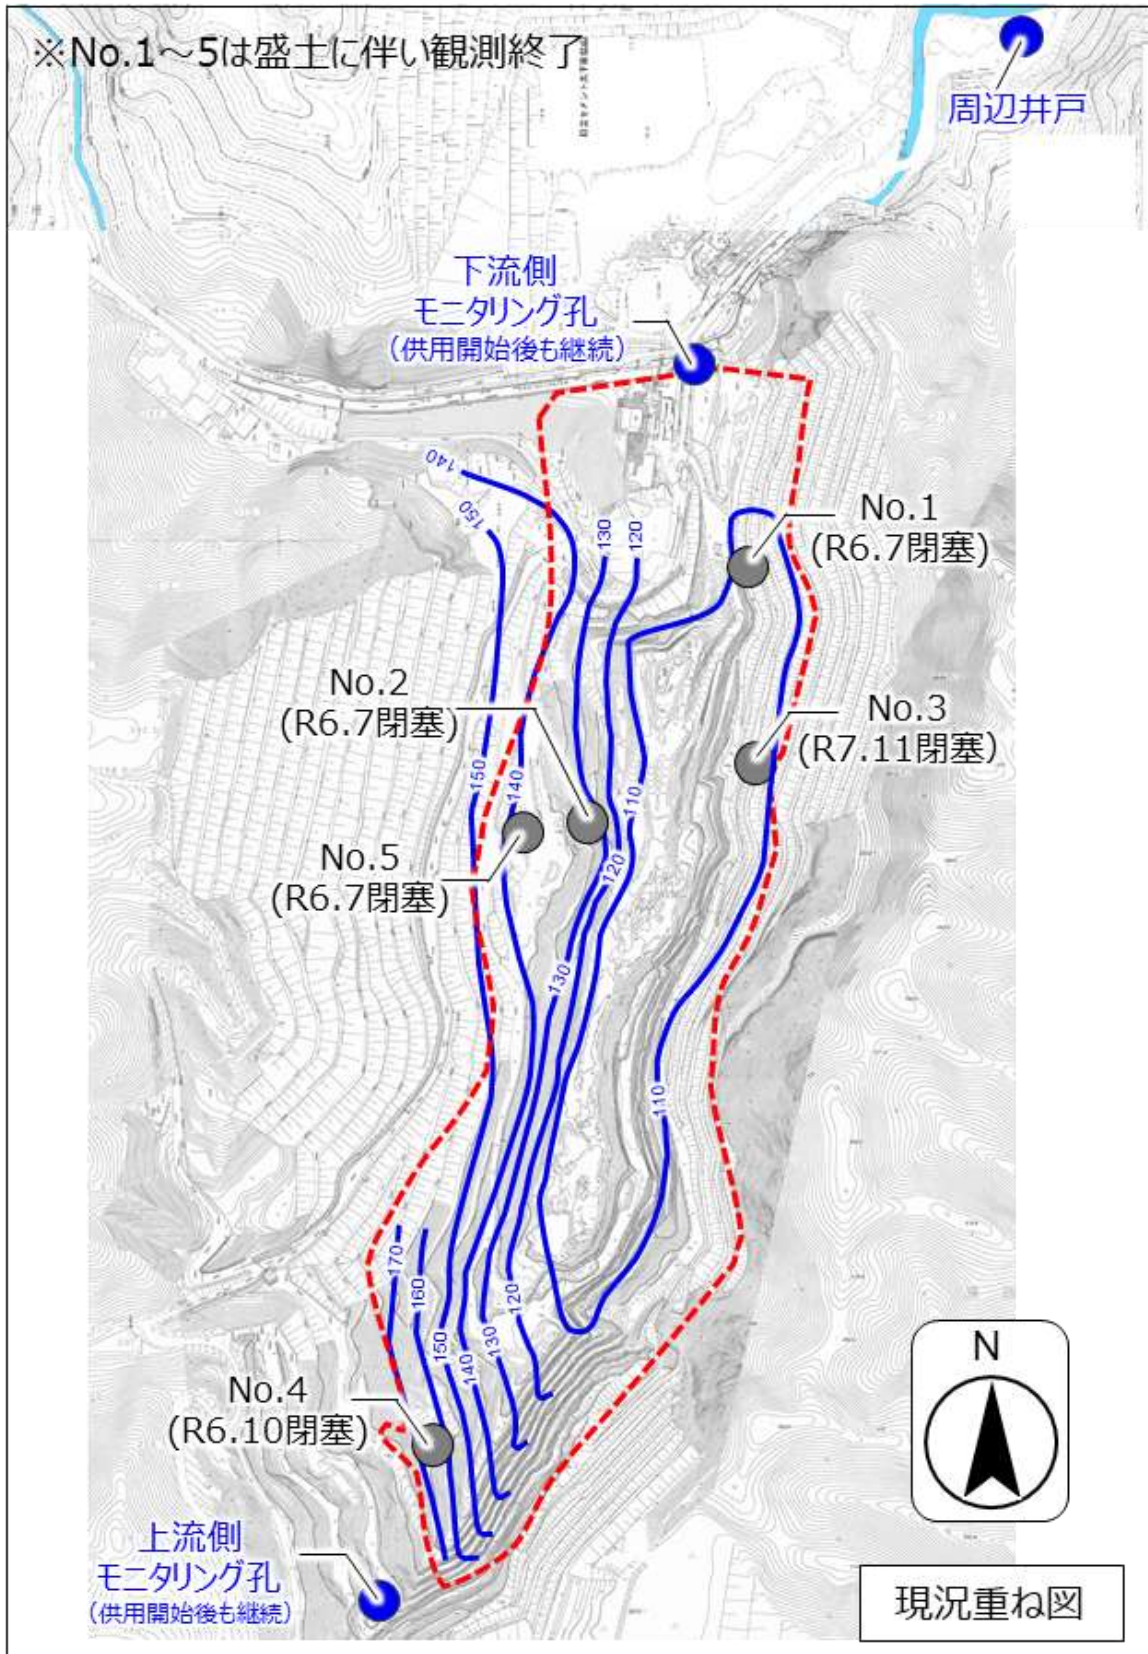 ※No.1～5は盛土に伴い観測終了
周辺井戸
下流側
モニタリング孔
（供用開始後も継続）
140
150
130
120
No.1
(R6.7閉塞)
No.2
(R6.7閉塞)
No.3
(R7.11閉塞）
150
140
110
No.5
(R6.7閉塞)
120
130
110
170
160
150
140
130
120
No.4
(R6.10閉塞)
N
上流側
モニタリング孔
（供用開始後も継続）
現況重ね図